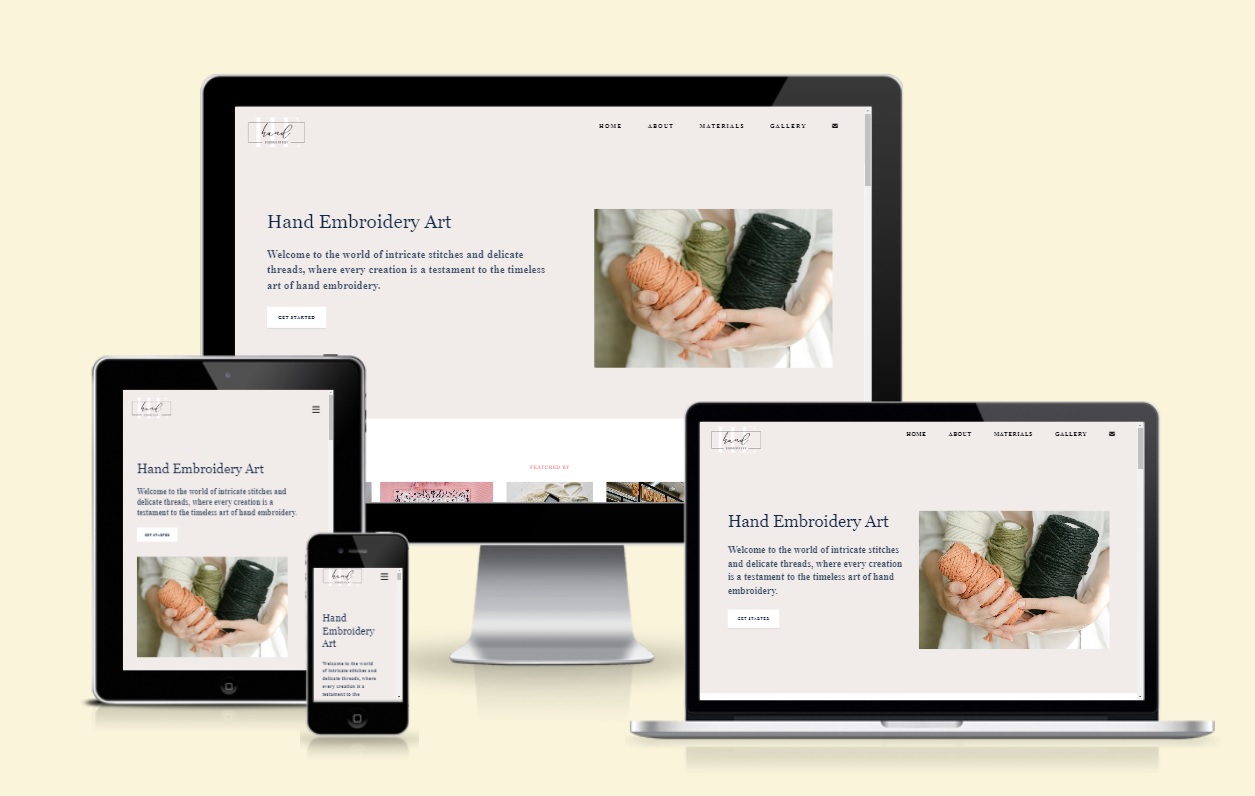 hand
EMBROIDERY
HOME ABOUT MATERIALS GALLERY
Hand Embroidery Art
Welcome to the world of intricate stitches and delicate
threads, where every creation is a testament to the timeless
art of hand embroidery.
GET STARTED
FEATURED BY
hand
Hand Embroidery Art
Welcome to the world of intricate stitches and
delicate threads, where every creation is a
testament to the timeless art of hand embroidery.
GET STARTED
hand
Hand
Embroidery
Art
Welcome to the world
of intricate stitches and
delicate threads, where
every creation is a
testament to the
hand
HOME ABOUT MATERIALS GALLERY
Hand Embroidery Art
Welcome to the world of intricate stitches
and delicate threads, where every creation
is a testament to the timeless art of hand
embroidery.
GET STARTED